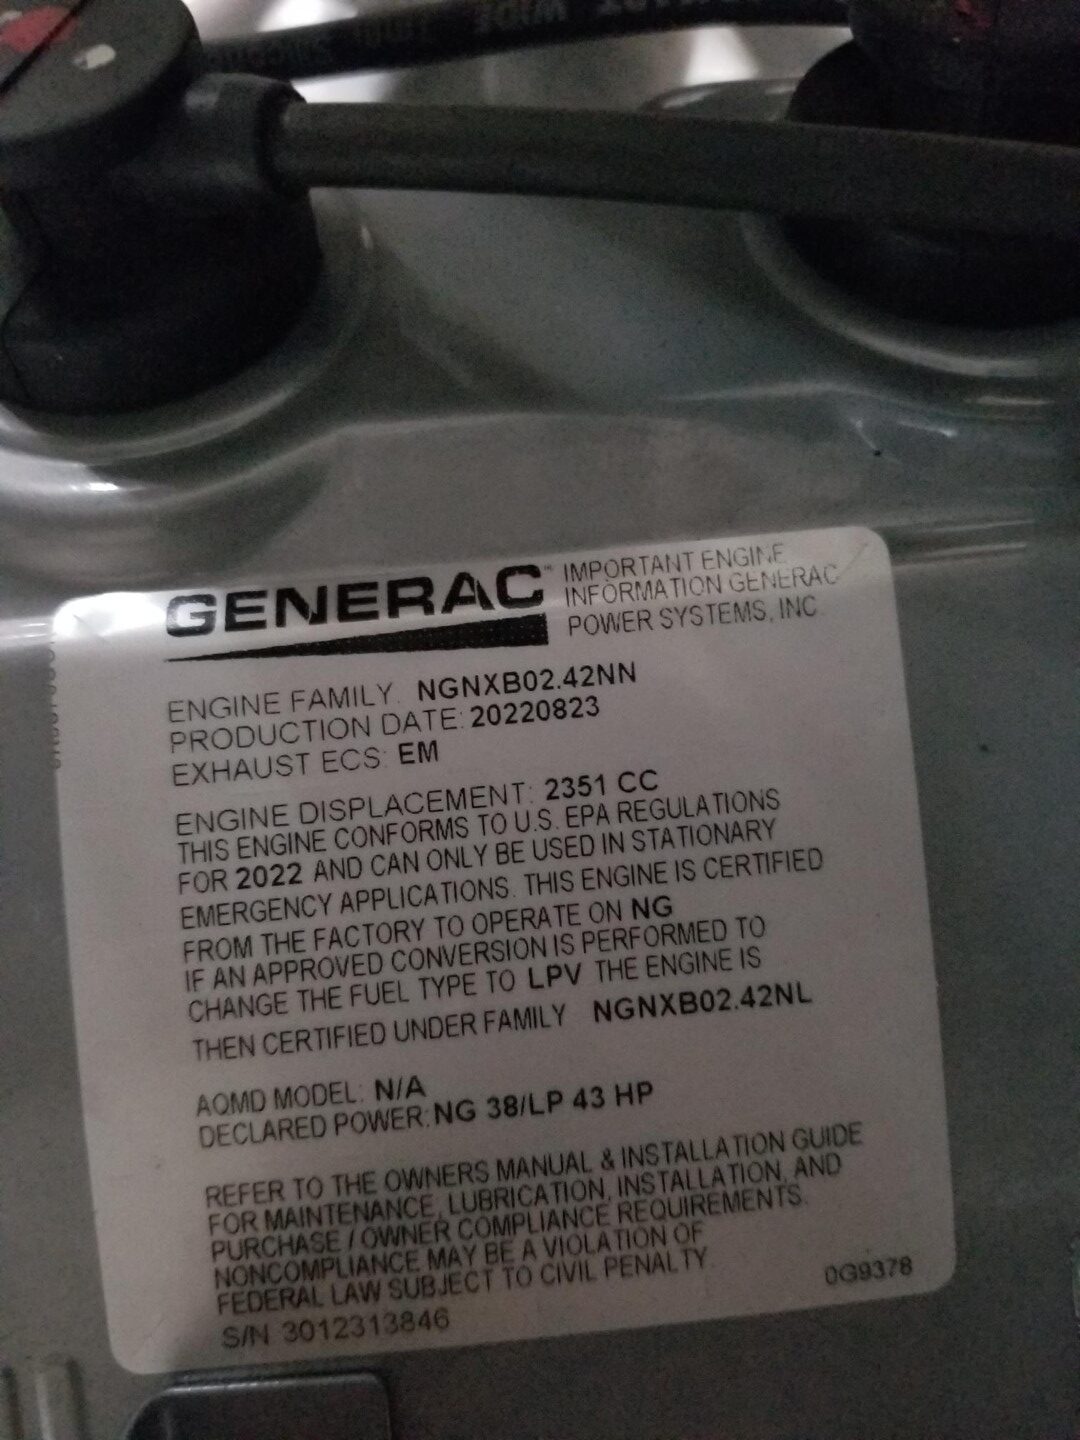 WIDE
GENERAC™
IMPORTANT ENGINE
INFORMATION GENERAC
POWER SYSTEMS, INC.
ENGINE FAMILY NGNXB02.42NN
PRODUCTION DATE: 20220823
EXHAUST ECS: EM
ENGINE DISPLACEMENT: 2351 CC
THIS ENGINE CONFORMS TO U.S. EPA REGULATIONS
FOR 2022 AND CAN ONLY BE USED IN STATIONARY
EMERGENCY APPLICATIONS. THIS ENGINE IS CERTIFIED
FROM THE FACTORY TO OPERATE ON NG
IF AN APPROVED CONVERSION IS PERFORMED TO
CHANGE THE FUEL TYPE TO LPV THE ENGINE IS
THEN CERTIFIED UNDER FAMILY NGNXB02.42NL
AQMD MODEL: N/A
DECLARED POWER: NG 38/LP 43 HP
REFER TO THE OWNERS MANUAL & INSTALLATION GUIDE
FOR MAINTENANCE, LUBRICATION, INSTALLATION, AND
PURCHASE / OWNER COMPLIANCE REQUIREMENTS.
NONCOMPLIANCE MAY BE A VIOLATION OF
FEDERAL LAW SUBJECT TO CIVIL PENALTY.
0G9378
S/N 3012313846